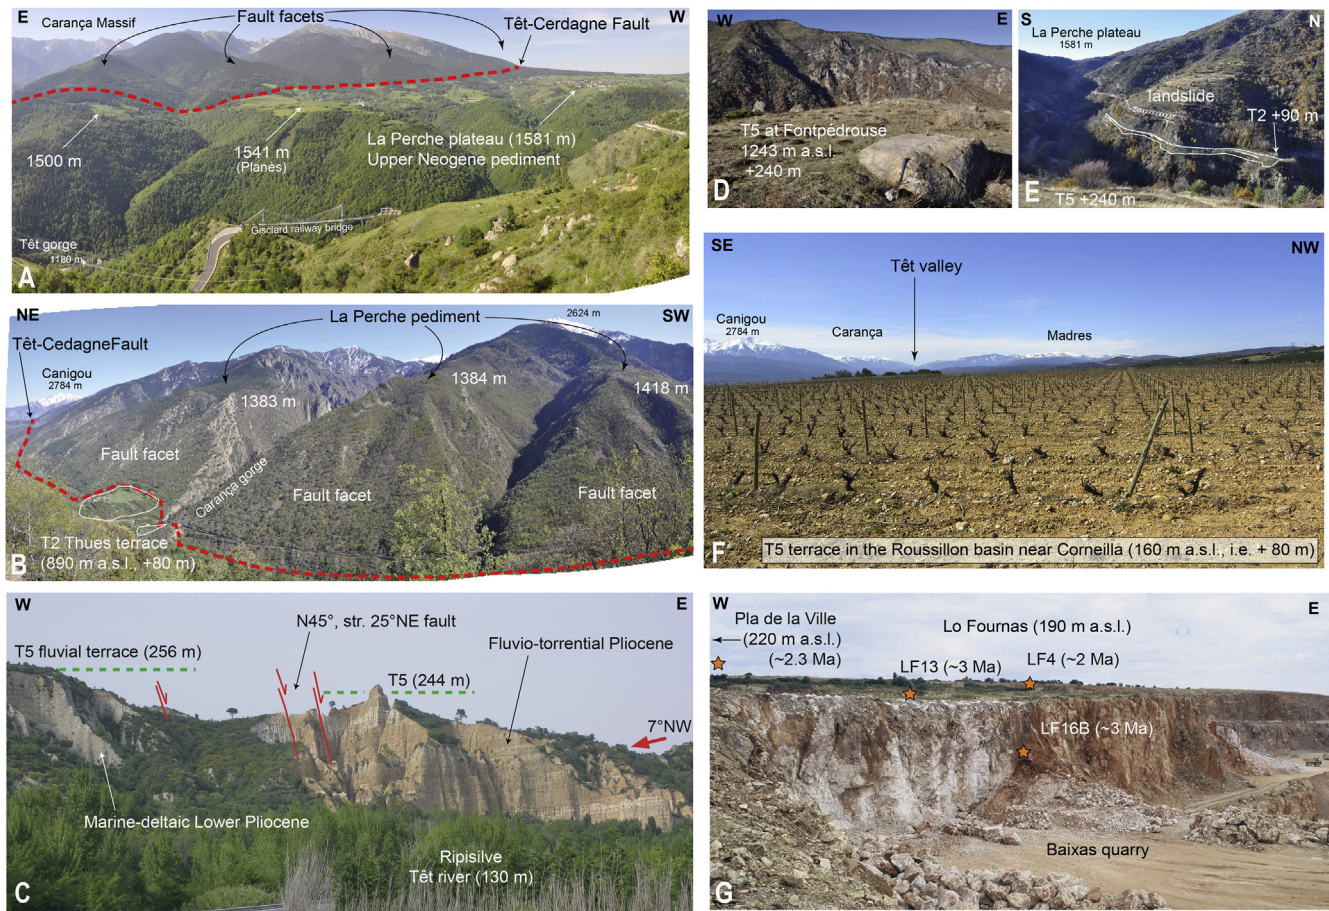 E
Carança Massif
Fault facets
Têt-Cerdagne Fault
W
1500 m
1541 m
(Planès)
La Perche plateau (1581 m)
Upper Neogene pediment
Gisclard railway bridge
Têt gorge
1180 m
A
NE
La Perche pediment
2624 m
SW
Têt-CedagneFault
Canigou
2784 m
1383 m
1384 m
1418 m
Fault facet
Carança gorge
Fault facet
Fault facet
T2 Thues terrace
(890 m a.s.l., +80 m)
B
W
E
N45°, str. 25°NE fault
T5 fluvial terrace (256 m)
Fluvio-torrential Pliocene
T5 (244 m)
7°NW
Marine-deltaic Lower Pliocene
Ripisilve
Têt river (130 m)
C
W
E
T5 at Fontpédrouse
1243 m a.s.l.
+240 m
D
S
N
La Perche plateau
1581 m
landslide
T2 +90 m
T5 +240 m
E
SE
NW
Têt valley
Canigou
2784 m
Carança
Madres
T5 terrace in the Roussillon basin near Corneilla (160 m a.s.l., i.e. + 80 m)
F
W
E
Pla de la Ville
(220 m a.s.l.)
(~2.3 Ma)
Lo Fournas (190 m a.s.l.)
LF13 (~3 Ma)
LF4 (~2 Ma)
LF16B (~3 Ma)
Baixas quarry
G